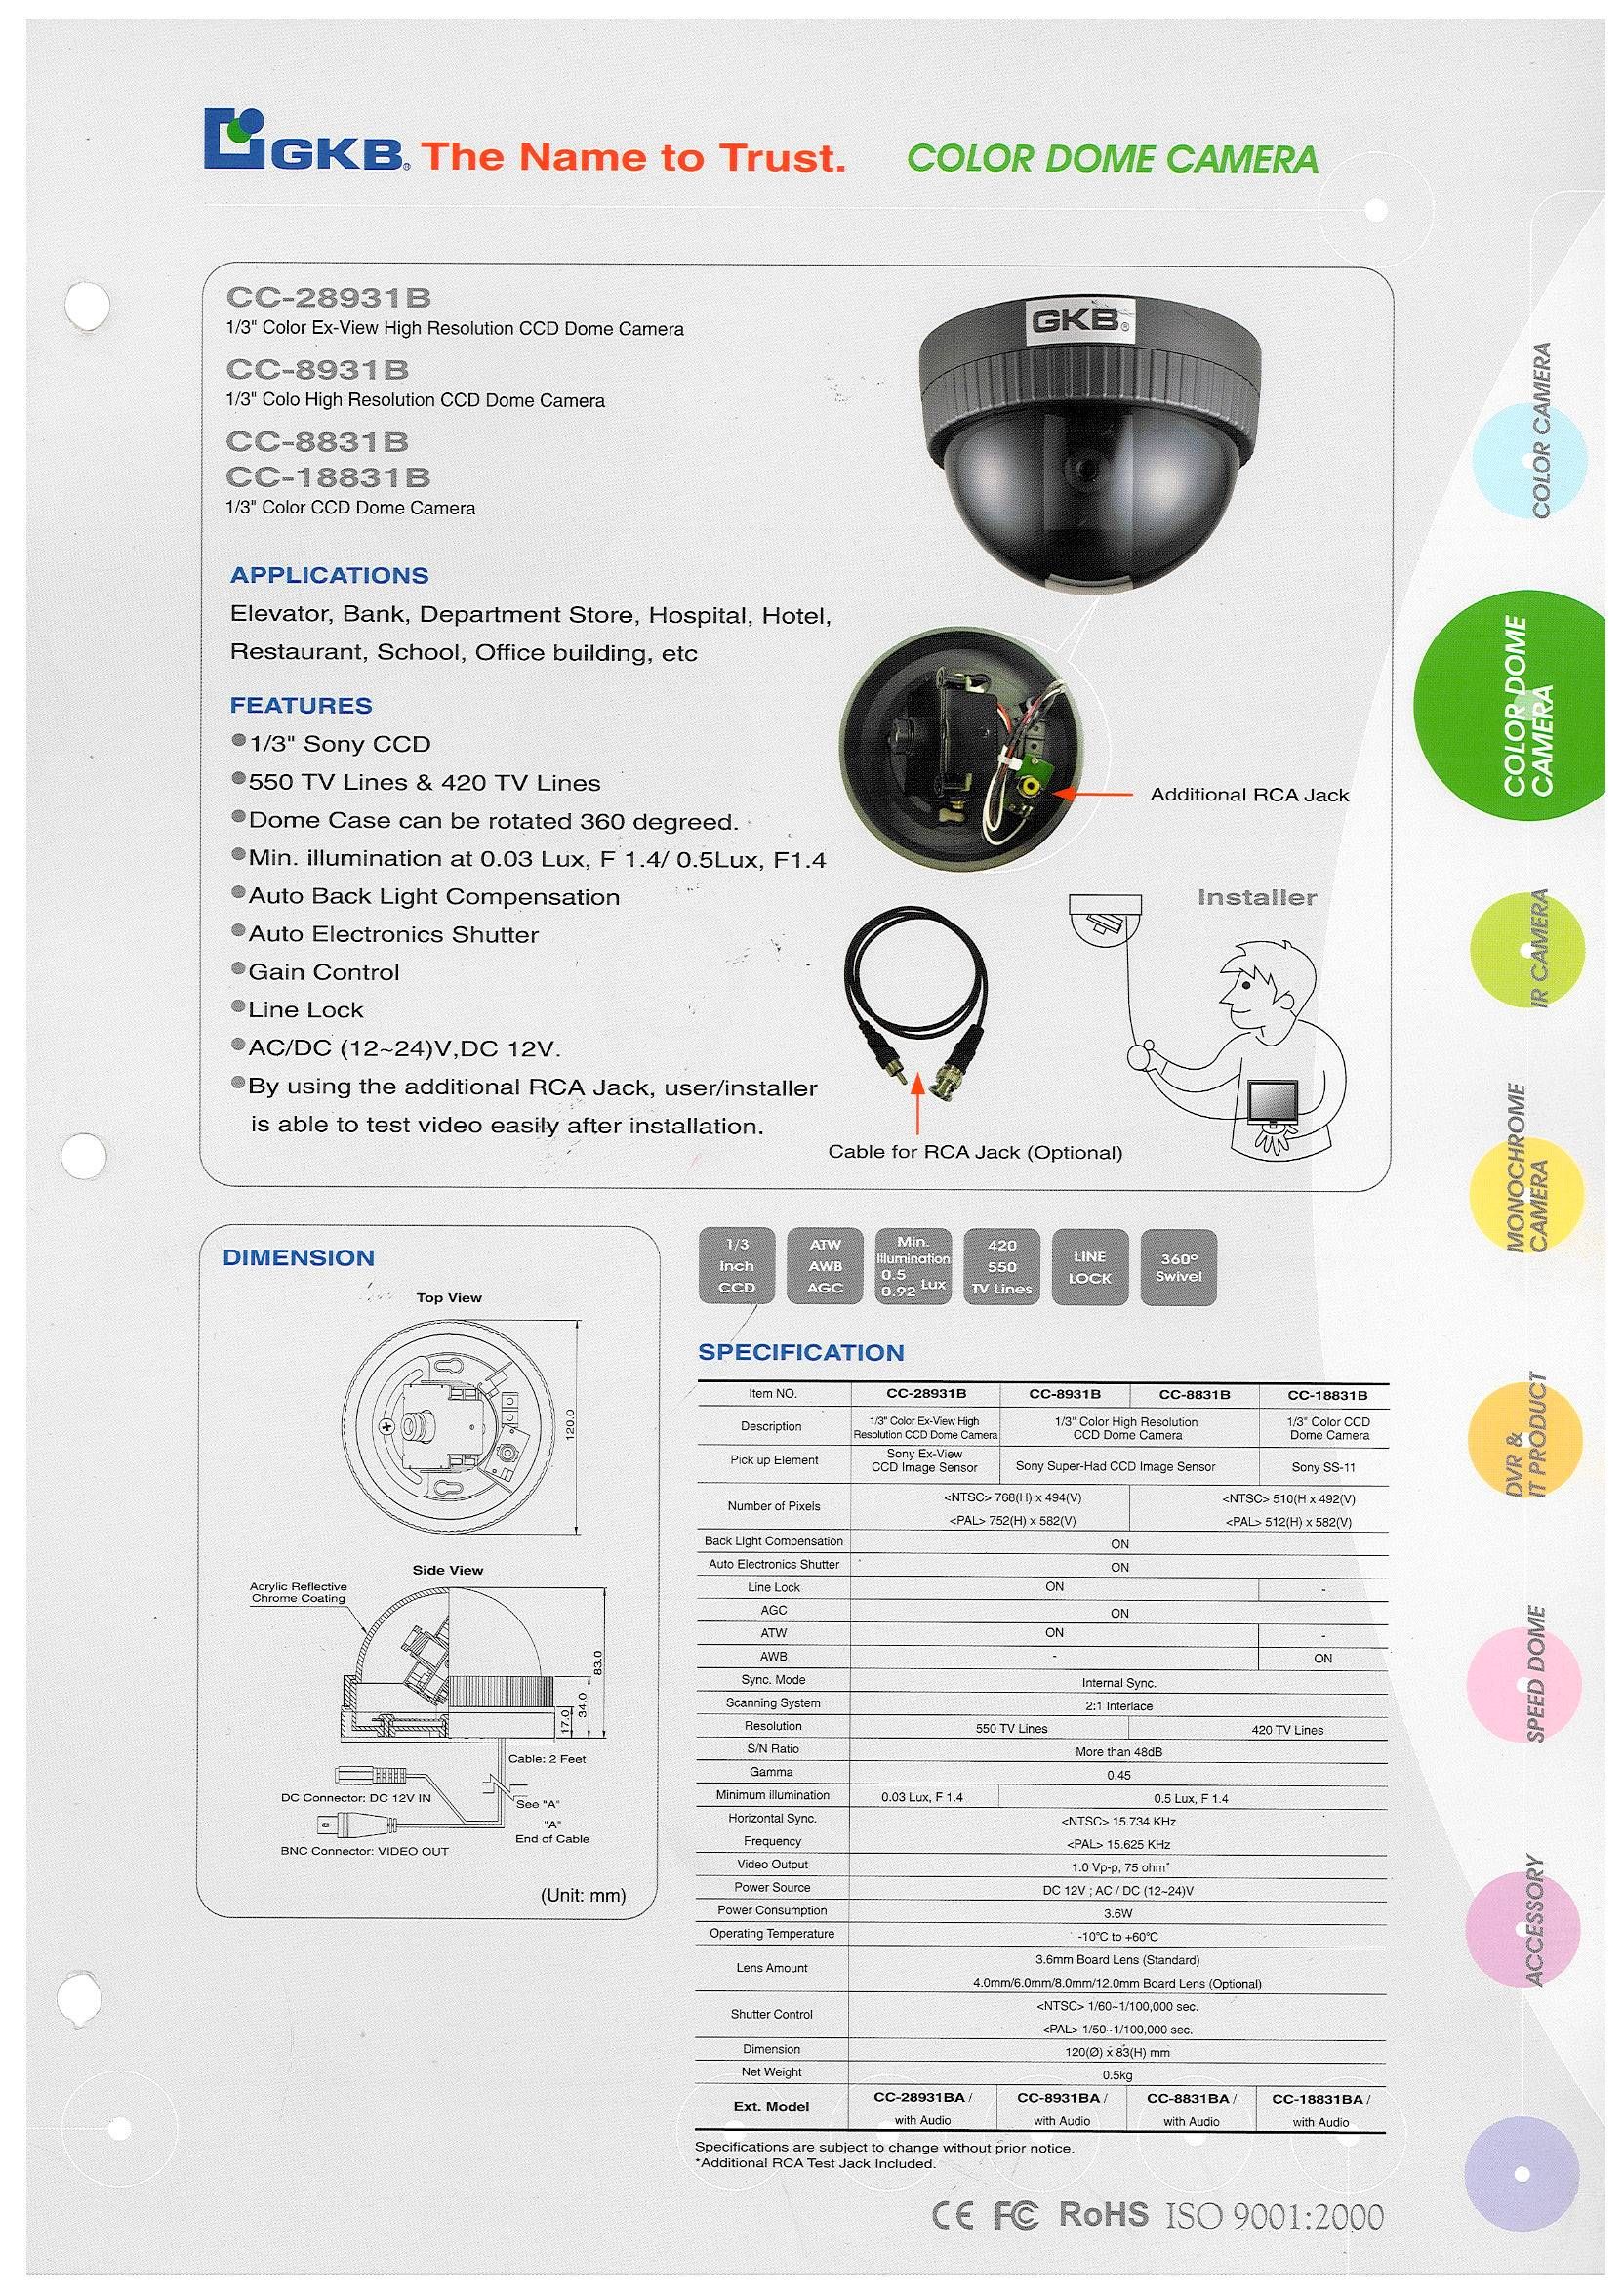 GKB® The Name to Trust. COLOR DOME CAMERA
CC-28931B
1/3" Color Ex-View High Resolution CCD Dome Camera
CC-8931B
1/3" Colo High Resolution CCD Dome Camera
CC-8831B
CC-18831B
1/3" Color CCD Dome Camera
GKB®
APPLICATIONS
Elevator, Bank, Department Store, Hospital, Hotel,
Restaurant, School, Office building, etc
FEATURES
1/3" Sony CCD
550 TV Lines & 420 TV Lines
Dome Case can be rotated 360 degreed.
Min. illumination at 0.03 Lux, F 1.4/ 0.5Lux, F1.4
Auto Back Light Compensation
Auto Electronics Shutter
Gain Control
Line Lock
AC/DC (12~24)V,DC 12V.
By using the additional RCA Jack, user/installer
is able to test video easily after installation.
Additional RCA Jack
Installer
Cable for RCA Jack (Optional)
DIMENSION
Top View
120.0
Side View
Acrylic Reflective
Chrome Coating
83.0
34.0
17.0
Cable: 2 Feet
DC Connector: DC 12V IN
See "A"
"A"
End of Cable
BNC Connector: VIDEO OUT
(Unit: mm)
1/3
Inch
CCD
ATW
AWB
AGC
Min.
Illumination
0.5
0.92 Lux
420
550
TV Lines
LINE
LOCK
360º
Swivel
SPECIFICATION
Item NO. CC-28931B CC-8931B CC-8831B CC-18831B
Description 1/3" Color Ex-View High Resolution CCD Dome Camera 1/3" Color High Resolution CCD Dome Camera 1/3" Color CCD Dome Camera
Pick up Element Sony Ex-View CCD Image Sensor Sony Super-Had CCD Image Sensor Sony SS-11
Number of Pixels <NTSC> 768(H) x 494(V) <NTSC> 510(H x 492(V)
<PAL> 752(H) x 582(V) <PAL> 512(H) x 582(V)
Back Light Compensation ON
Auto Electronics Shutter ON
Line Lock ON -
AGC ON
ATW ON -
AWB - ON
Sync. Mode Internal Sync.
Scanning System 2:1 Interlace
Resolution 550 TV Lines 420 TV Lines
S/N Ratio More than 48dB
Gamma 0.45
Minimum illumination 0.03 Lux, F 1.4 0.5 Lux, F 1.4
Horizontal Sync. <NTSC> 15.734 KHz
Frequency <PAL> 15.625 KHz
Video Output 1.0 Vp-p, 75 ohm*
Power Source DC 12V ; AC / DC (12~24)V
Power Consumption 3.6W
Operating Temperature -10°C to +60°C
Lens Amount 3.6mm Board Lens (Standard)
4.0mm/6.0mm/8.0mm/12.0mm Board Lens (Optional)
Shutter Control <NTSC> 1/60~1/100,000 sec.
<PAL> 1/50~1/100,000 sec.
Dimension 120(Ø) x 83(H) mm
Net Weight 0.5kg
Ext. Model CC-28931BA / with Audio CC-8931BA / with Audio CC-8831BA / with Audio CC-18831BA / with Audio
Specifications are subject to change without prior notice.
*Additional RCA Test Jack Included.
CE FC RoHS ISO 9001:2000
COLOR CAMERA
COLOR DOME
CAMERA
IR CAMERA
MONOCHROME
CAMERA
DVR &
IT PRODUCT
SPEED DOME
ACCESSORY